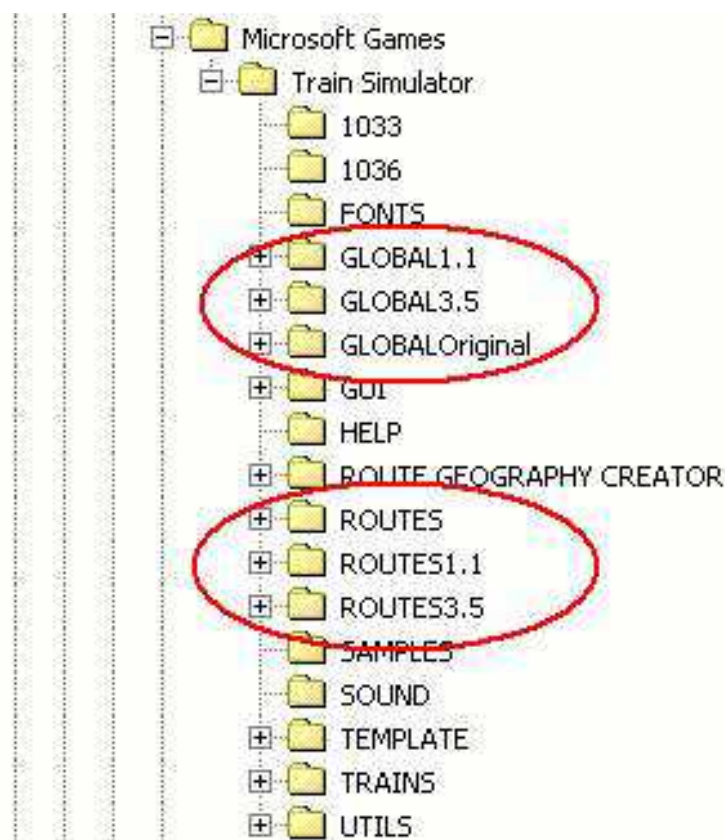 Microsoft Games
Train Simulator
1033
1036
FONTS
GLOBAL1.1
GLOBAL3.5
GLOBALOriginal
GUI
HELP
ROUTE GEOGRAPHY CREATOR
ROUTES
ROUTES1.1
ROUTES3.5
SAMPLES
SOUND
TEMPLATE
TRAINS
UTILS